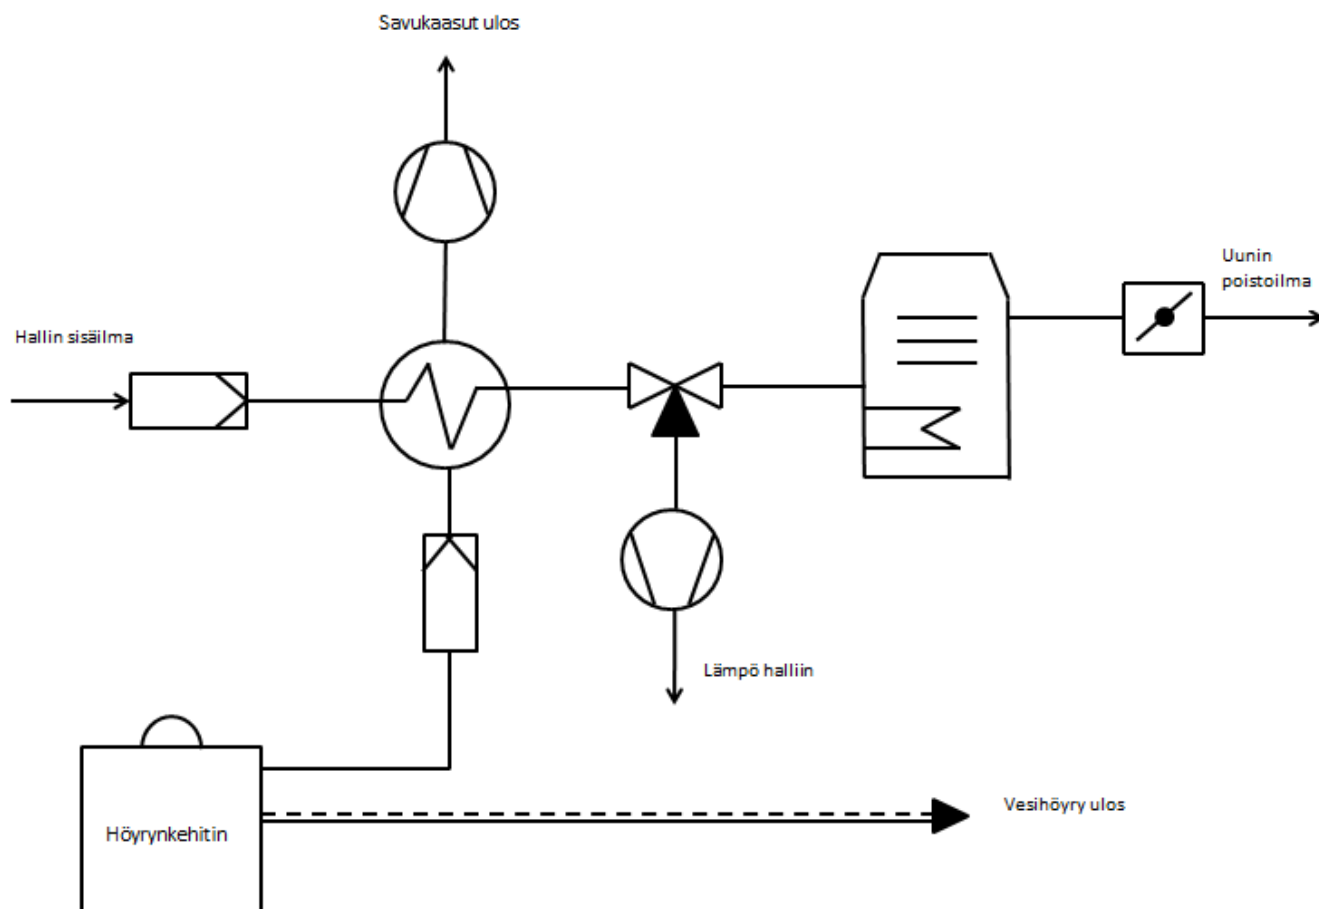 Savukaasut ulos
Uunin
poistoilma
Hallin sisäilma
Lämpö halliin
Vesihöyry ulos
Höyrynkehitin